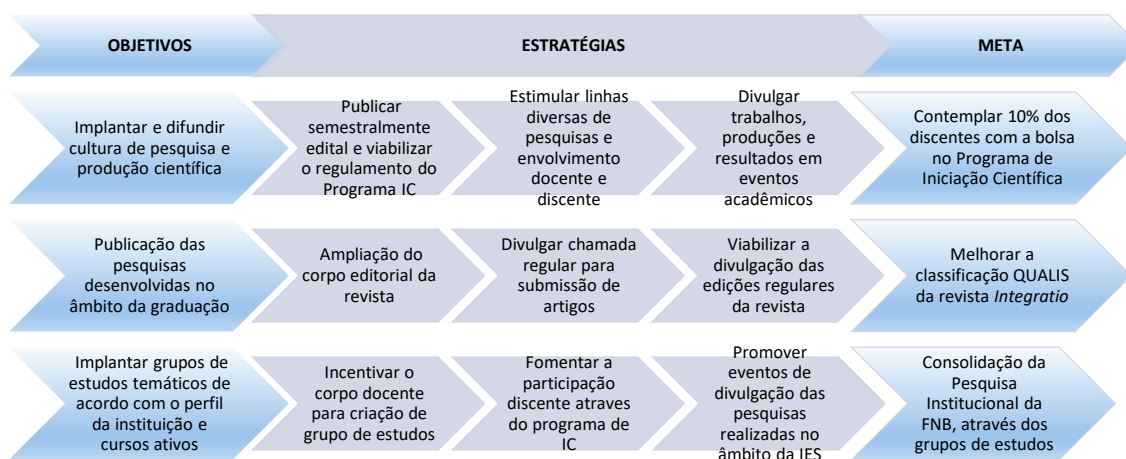 OBJETIVOS
ESTRATÉGIAS
META
Implantar e difundir
cultura de pesquisa e
produção científica
Publicar
semestralmente
edital e viabilizar
o regulamento do
Programa IC
Estimular linhas
diversas de
pesquisas e
envolvimento
docente e
discente
Divulgar
trabalhos,
produções e
resultados em
eventos
acadêmicos
Contemplar 10% dos
discentes com a bolsa
no Programa de
Iniciação Científica
Publicação das
pesquisas
desenvolvidas no
âmbito da graduação
Ampliação do
corpo editorial da
revista
Divulgar chamada
regular para
submissão de
artigos
Viabilizar a
divulgação das
edições regulares
da revista
Melhorar a
classificação QUALIS
da revista Integratio
Implantar grupos de
estudos temáticos de
acordo com o perfil
da instituição e
cursos ativos
Incentivar o
corpo docente
para criação de
grupo de estudos
Fomentar a
participação
discente atraves
do programa de
IC
Promover
eventos de
divulgação das
pesquisas
realizadas no
âmbito da IES
Consolidação da
Pesquisa
Institucional da
FNB, através dos
grupos de estudos